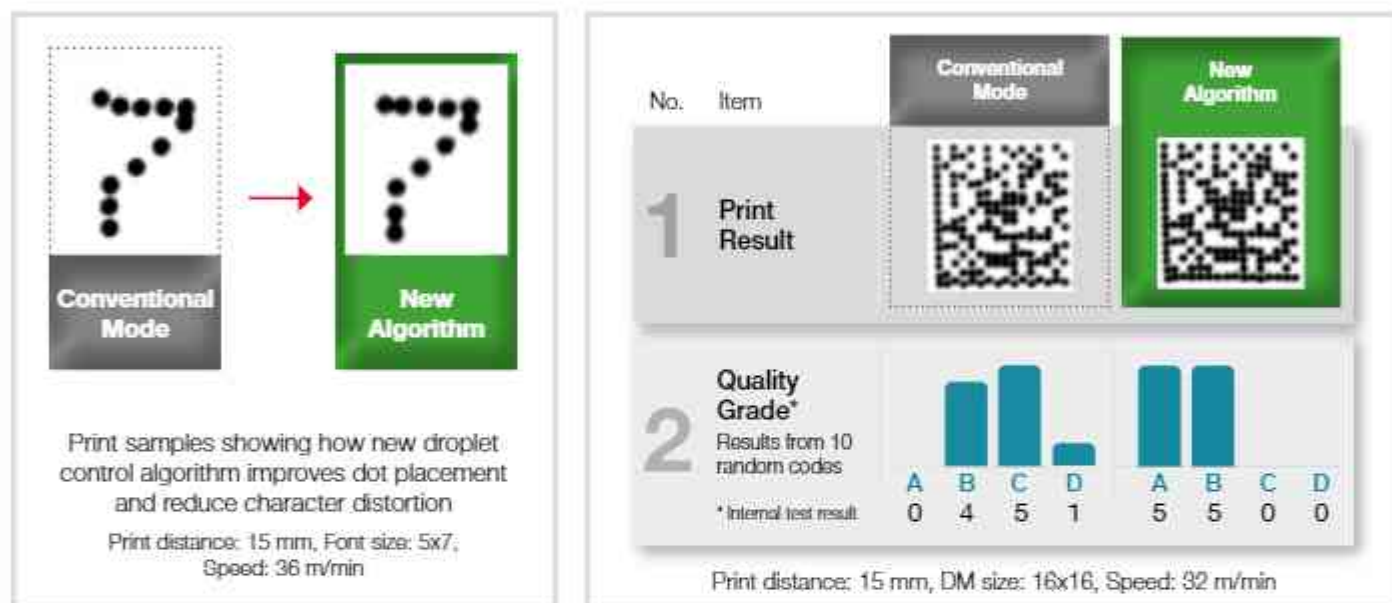 7
7
Conventional
Mode
New
Algorithm
Print samples showing how new droplet
control algorithm improves dot placement
and reduce character distortion
Print distance: 15 mm, Font size: 5x7,
Speed: 36 m/min
No. Item
Conventional
Mode
New
Algorithm
1
Print
Result
2
Quality
Grade*
Results from 10
random codes
* Internal test result
A B C D
0 4 5 1
A B C D
5 5 0 0
Print distance: 15 mm, DM size: 16x16, Speed: 32 m/min